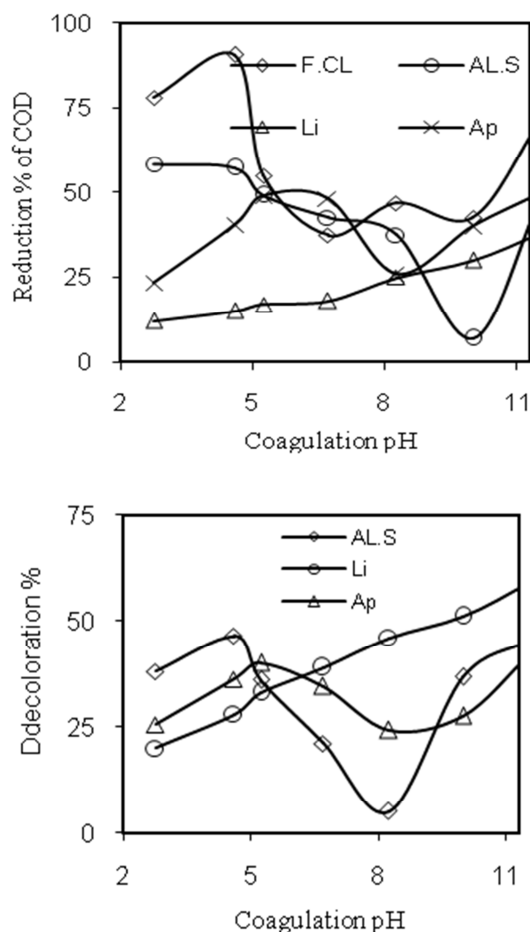 100
F.CL AL.S
75
Li Ap
50
25
0
Reduction % of COD
2 5 8 11
Coagulation pH
75
AL.S
Li
Ap
50
25
0
Ddecoloration %
2 5 8 11
Coagulation pH